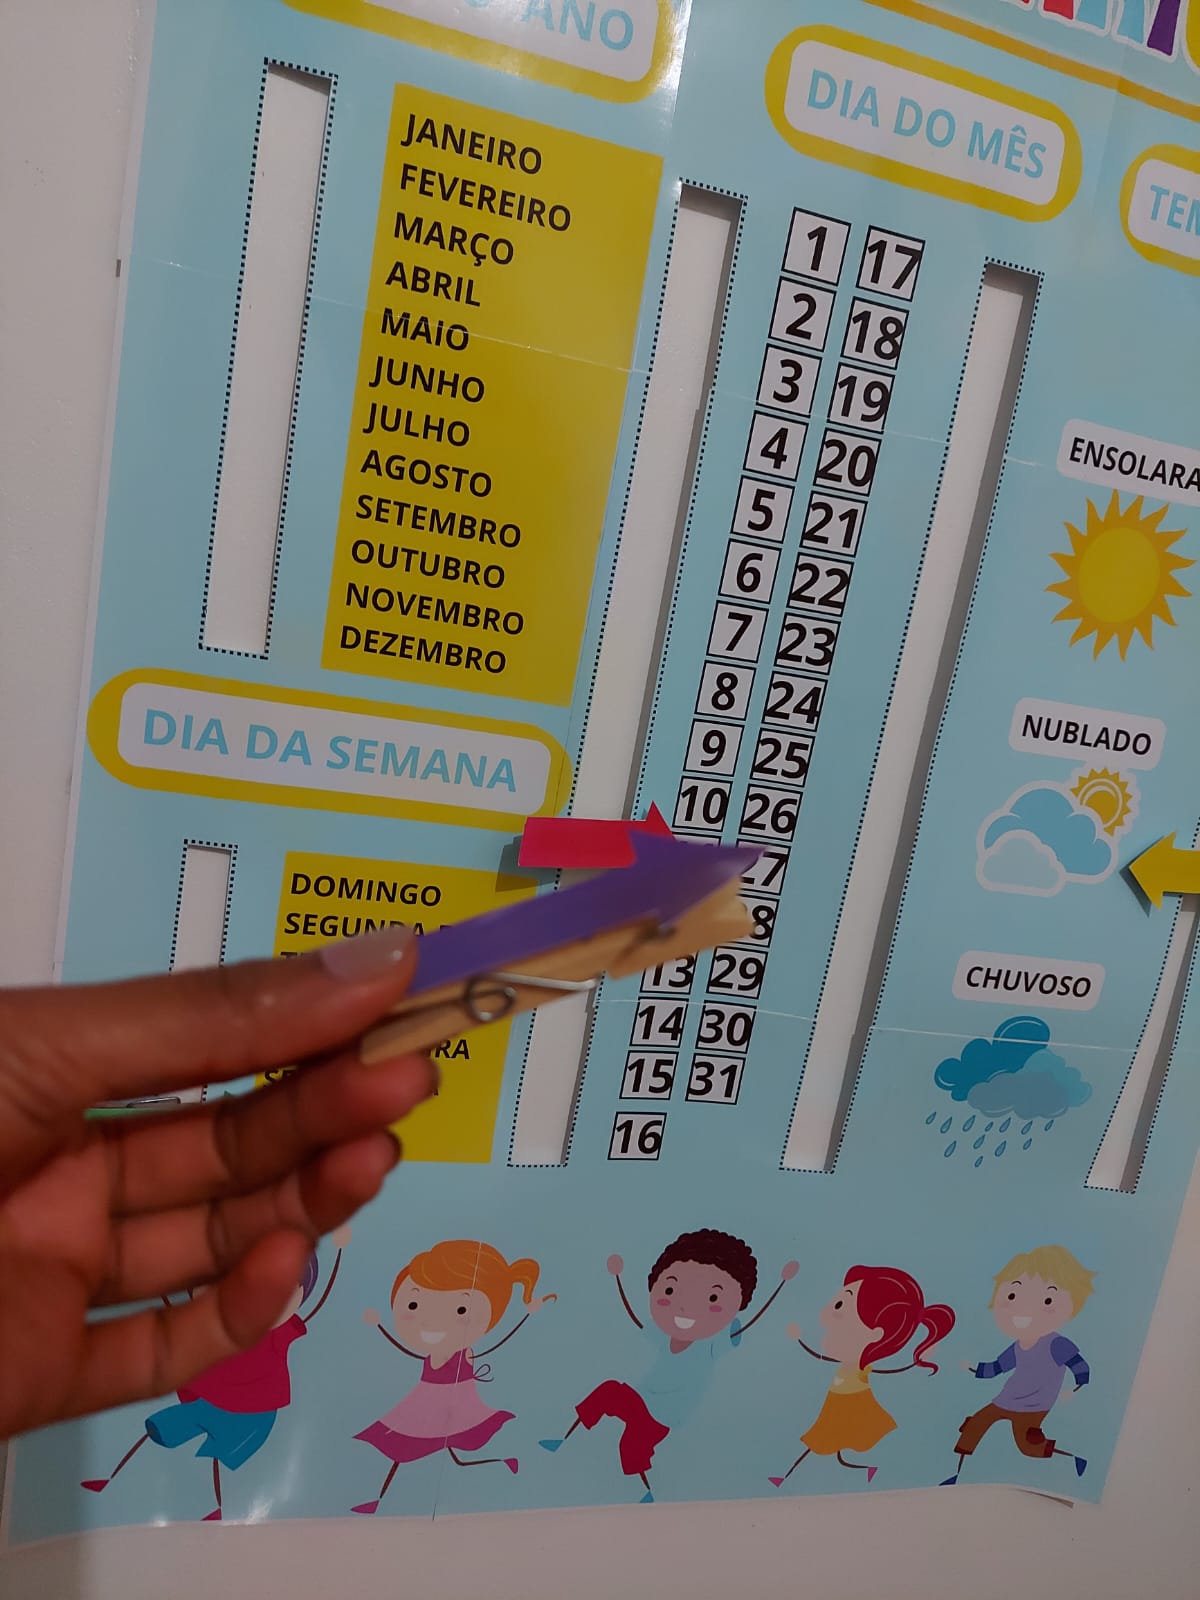 ANO
JANEIRO
FEVEREIRO
MARÇO
ABRIL
MAIO
JUNHO
JULHO
AGOSTO
SETEMBRO
OUTUBRO
NOVEMBRO
DEZEMBRO
DIA DA SEMANA
DOMINGO
SEGUNDA
DIA DO MÊS
1 17
2 18
3 19
4 20
5 21
6 22
7 23
8 24
9 25
10 26
27
13 29
14 30
15 31
16
NUBLADO
CHUVOSO